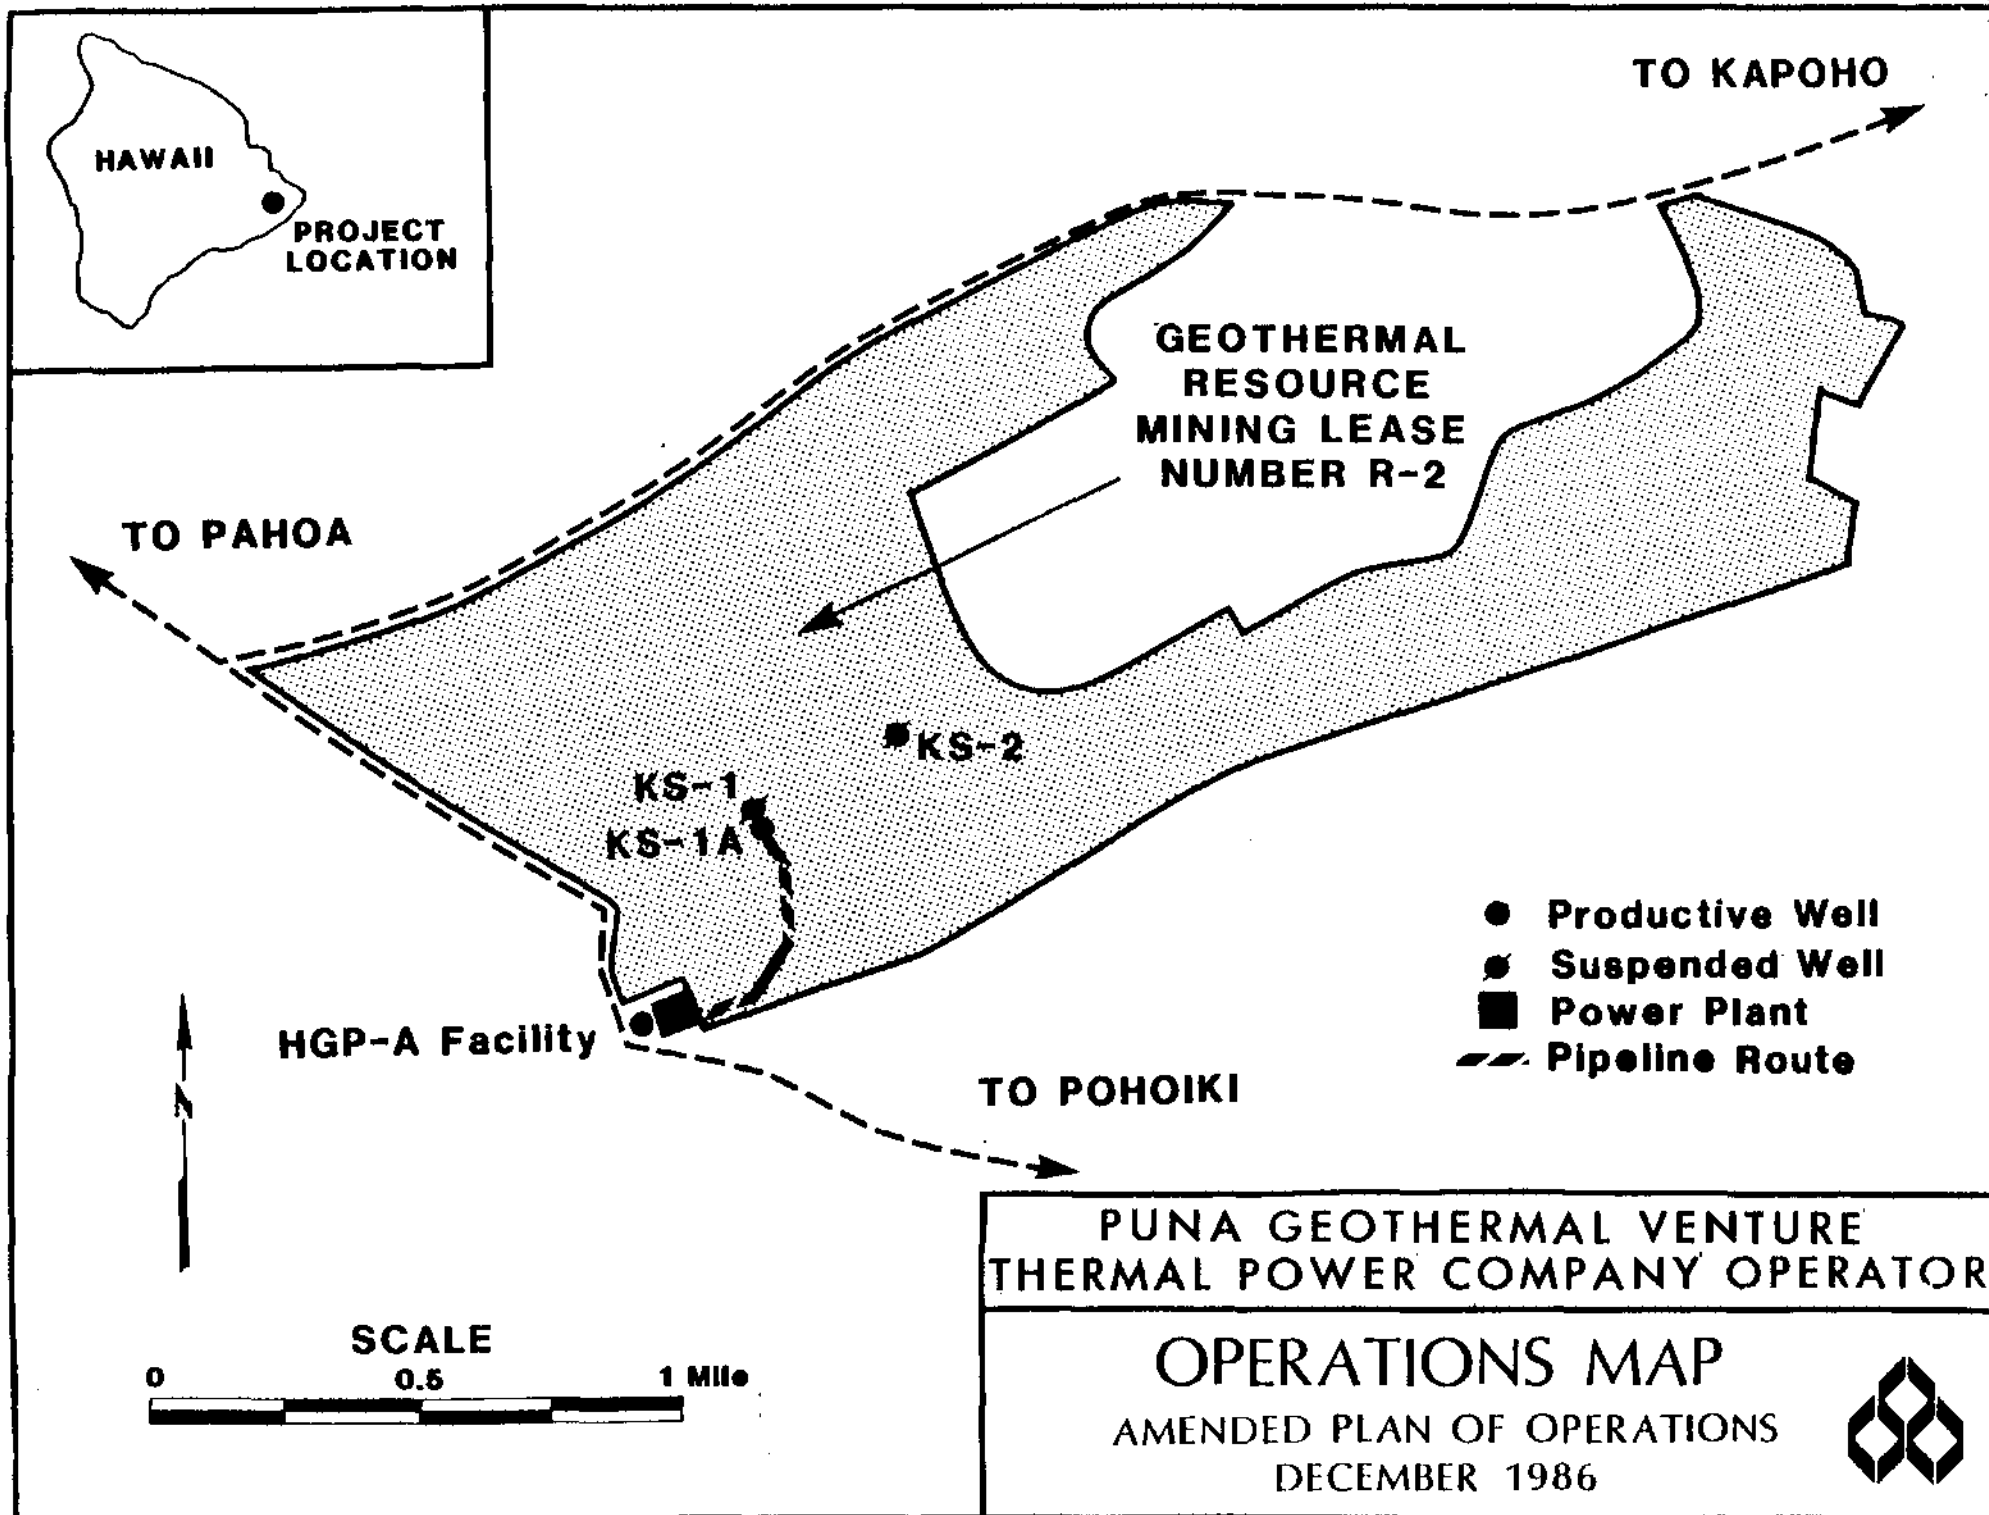 HAWAII
PROJECT
LOCATION
TO KAPOHO
GEOTHERMAL
RESOURCE
MINING LEASE
NUMBER R-2
TO PAHOA
KS-2
KS-1
KS-1A
HGP-A Facility
TO POHOIKI
Productive Well
Suspended Well
Power Plant
Pipeline Route
N
SCALE
0 0.5 1 Mile
PUNA GEOTHERMAL VENTURE
THERMAL POWER COMPANY OPERATOR
OPERATIONS MAP
AMENDED PLAN OF OPERATIONS
DECEMBER 1986